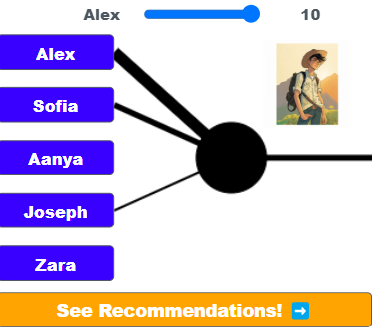 Alex 10
Alex
Sofia
Aanya
Joseph
Zara
See Recommendations! ➡️